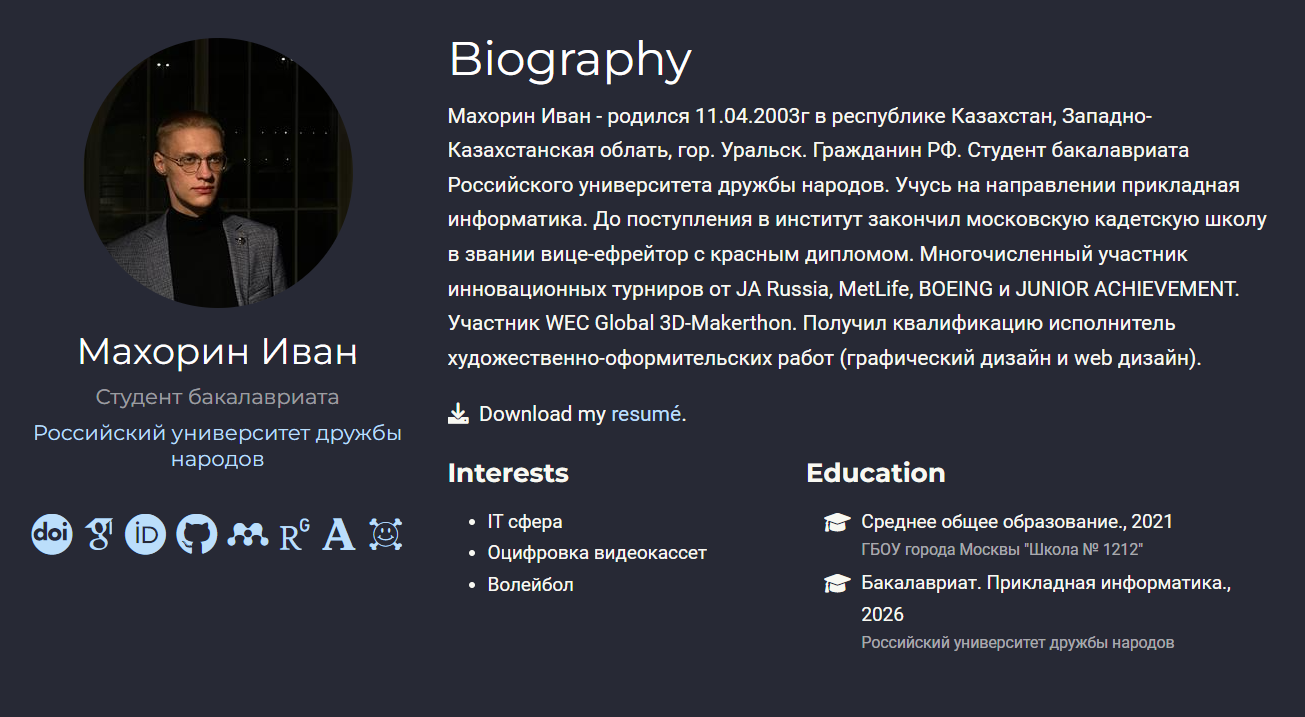 Biography
Махорин Иван - родился 11.04.2003г в республике Казахстан, Западно-
Казахстанская облать, гор. Уральск. Гражданин РФ. Студент бакалавриата
Российского университета дружбы народов. Учусь на направлении прикладная
информатика. До поступления в институт закончил московскую кадетскую школу
в звании вице-ефрейтор с красным дипломом. Многочисленный участник
инновационных турниров от JA Russia, MetLife, BOEING и JUNIOR ACHIEVEMENT.
Участник WEC Global 3D-Makerthon. Получил квалификацию исполнитель
художественно-оформительских работ (графический дизайн и web дизайн).
Download my resumé.
Махорин Иван
Студент бакалавриата
Российский университет дружбы
народов
doi iD RG A
Interests
IT сфера
Оцифровка видеокассет
Волейбол
Education
Среднее общее образование., 2021
ГБОУ города Москвы "Школа № 1212"
Бакалавриат. Прикладная информатика.,
2026
Российский университет дружбы народов